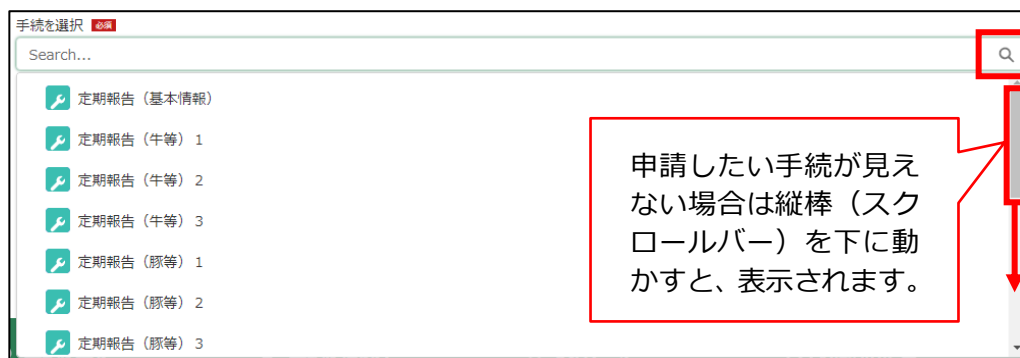 手続を選択 必須
Search...
定期報告（基本情報）
定期報告（牛等）１
定期報告（牛等）２
定期報告（牛等）３
定期報告（豚等）１
定期報告（豚等）２
定期報告（豚等）３
申請したい手続が見え
ない場合は縦棒（スク
ロールバー）を下に動
かすと、表示されます。